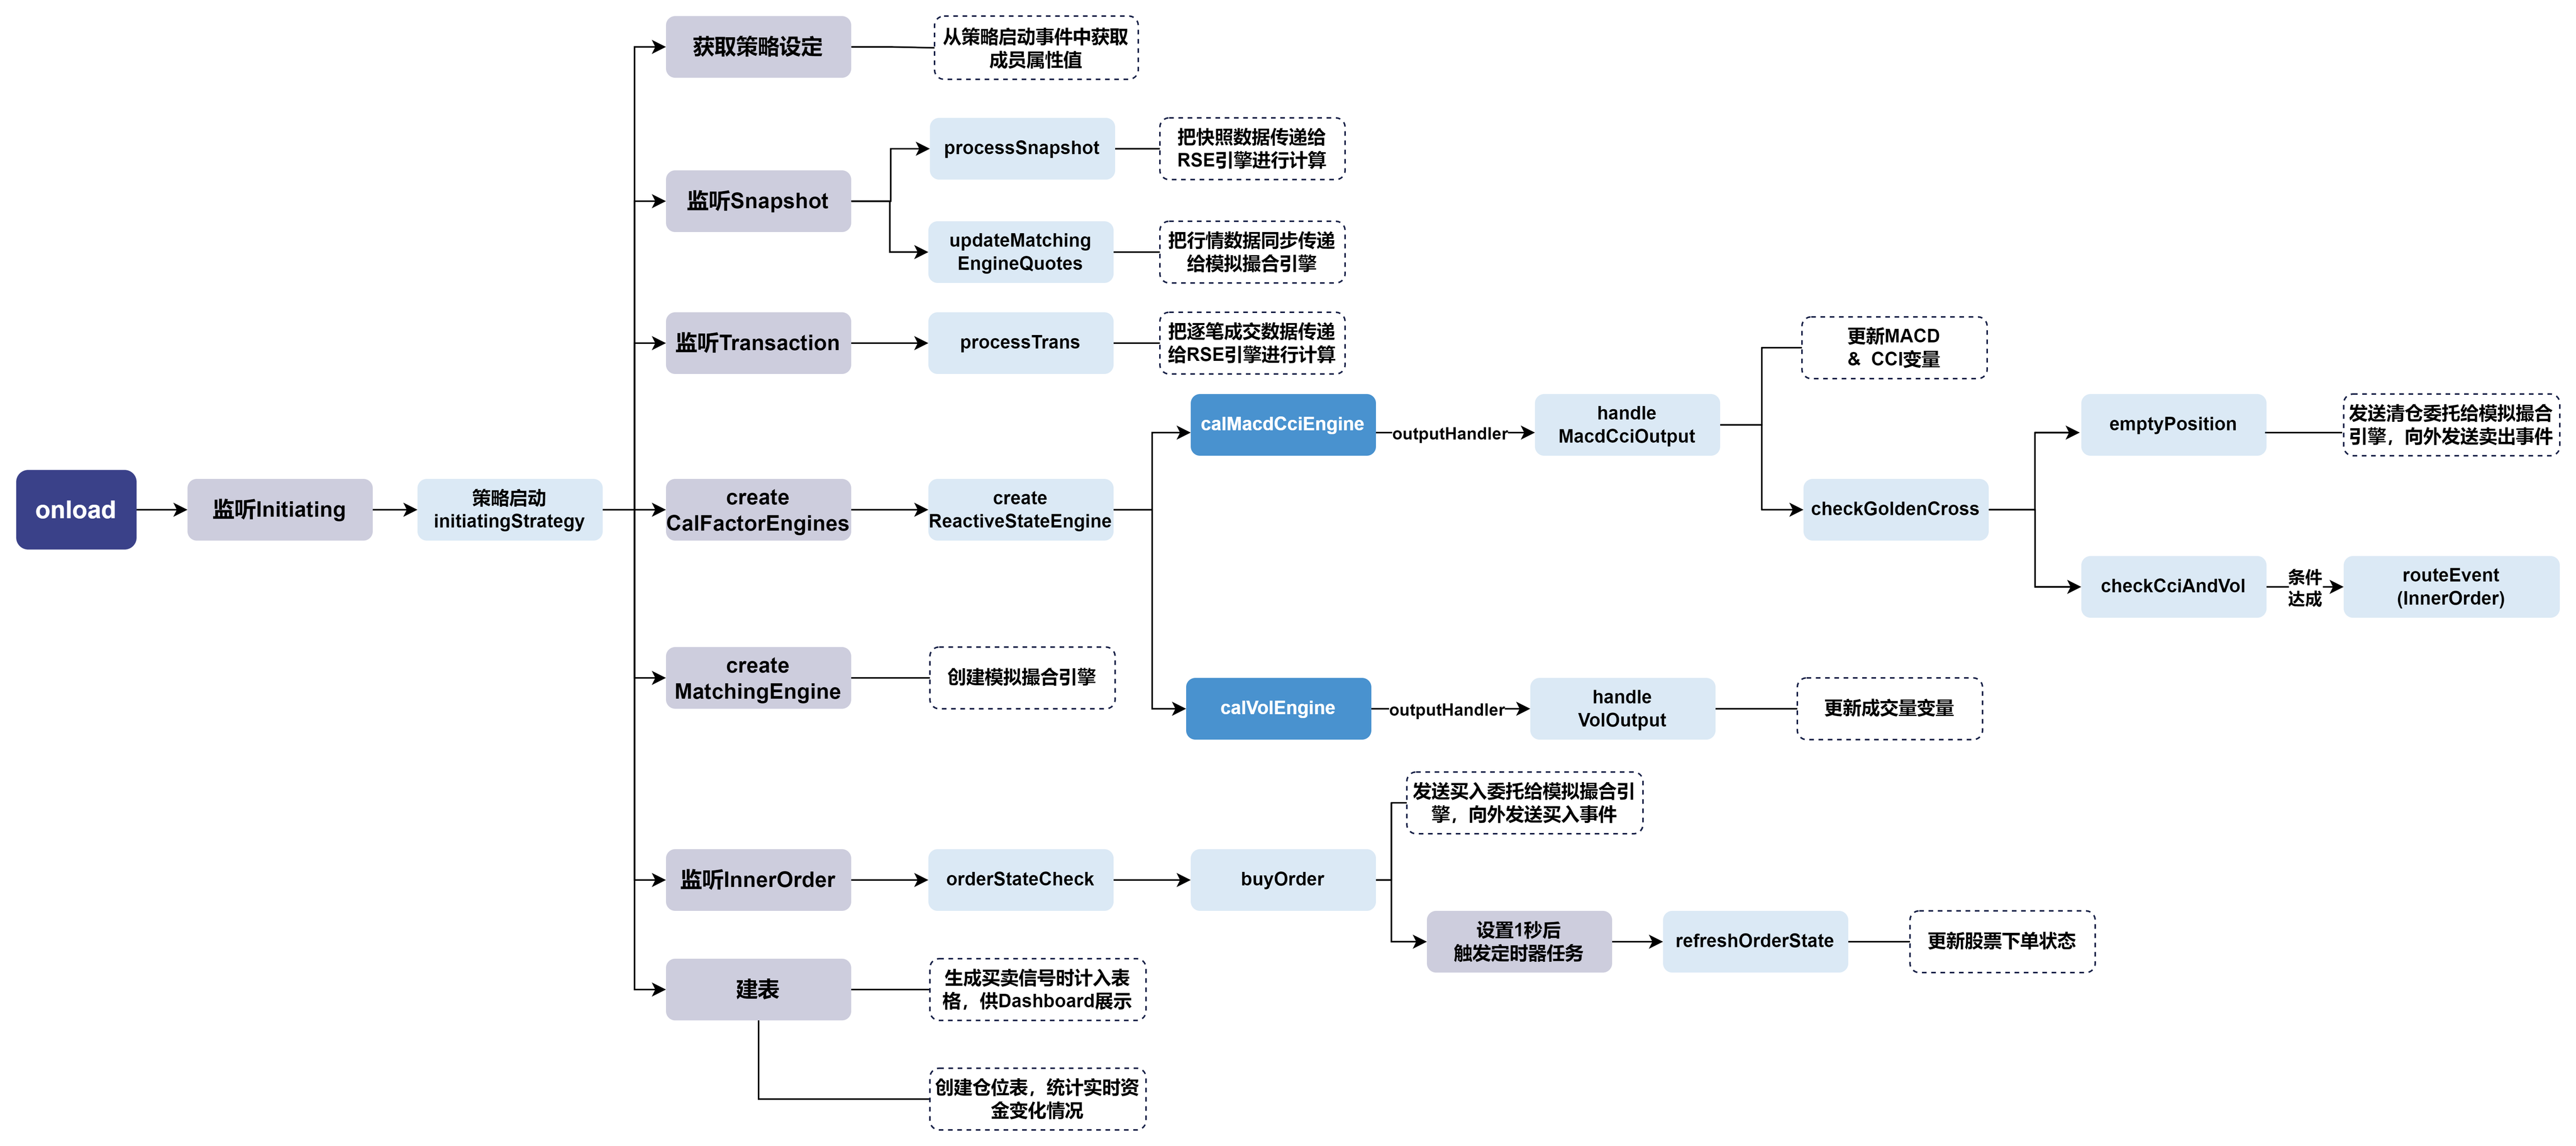 onload
监听Initiating
策略启动
initiatingStrategy
获取策略设定
从策略启动事件中获取
成员属性值
监听Snapshot
processSnapshot
把快照数据传递给
RSE引擎进行计算
updateMatching
EngineQuotes
把行情数据同步传递
给模拟撮合引擎
监听Transaction
processTrans
把逐笔成交数据传递
给RSE引擎进行计算
create
CalFactorEngines
create
ReactiveStateEngine
calMacdCciEngine
outputHandler
handle
MacdCciOutput
更新MACD
& CCI变量
checkGoldenCross
emptyPosition
发送清仓委托给模拟撮合
引擎，向外发送卖出事件
checkCciAndVol
条件
达成
routeEvent
(InnerOrder)
calVolEngine
outputHandler
handle
VolOutput
更新成交量变量
create
MatchingEngine
创建模拟撮合引擎
监听InnerOrder
orderStateCheck
buyOrder
发送买入委托给模拟撮合引
擎，向外发送买入事件
设置1秒后
触发定时器任务
refreshOrderState
更新股票下单状态
建表
生成买卖信号时计入表
格，供Dashboard展示
创建仓位表，统计实时资
金变化情况